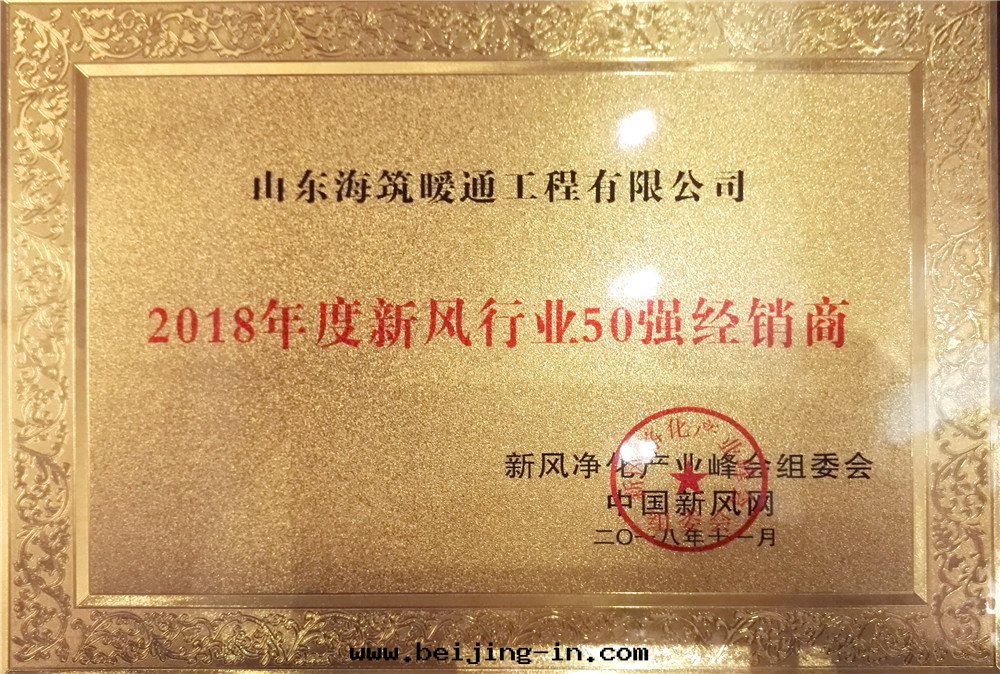 山东海筑暖通工程有限公司
2018年度新风行业50强经销商
新风净化产业峰会组委会
中国新风网
二〇一八年十一月
www.beijing-in.com